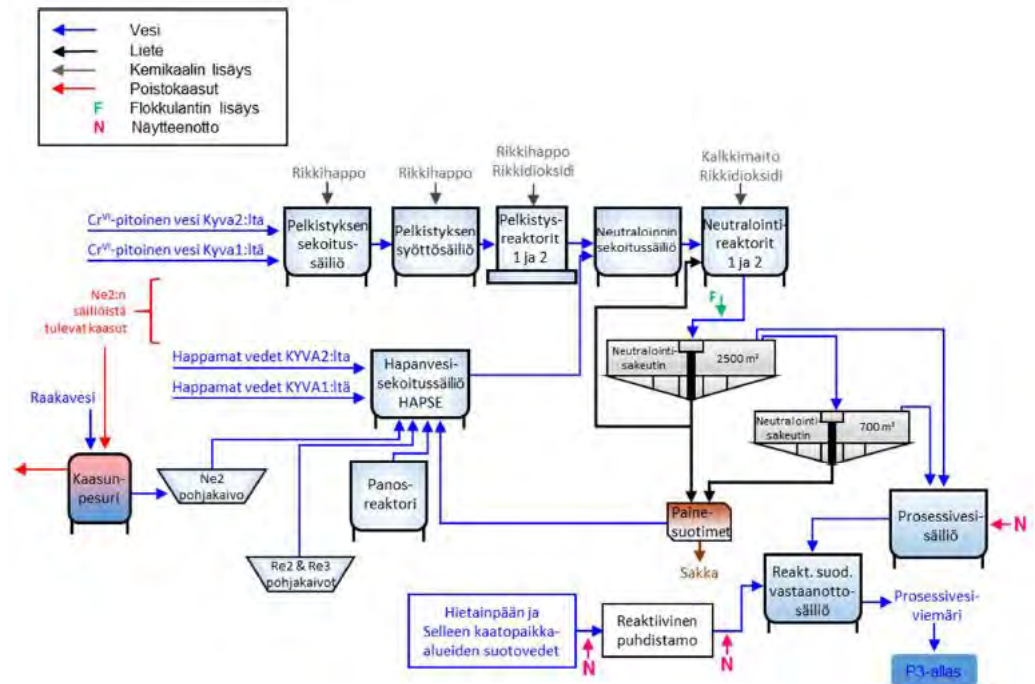 Vesi
Liete
Kemikaalin lisäys
Poistokaasut
F Flokkulantin lisäys
N Näytteenotto
Rikkihappo
Rikkihappo
Rikkihappo
Rikkidioksidi
Kalkkimaito
Rikkidioksidi
Cr^VI-pitoinen vesi Kyva2:lta
Cr^VI-pitoinen vesi Kyva1:ltä
Pelkistyksen
sekoitus-
säiliö
Pelkistyksen
syöttösäiliö
Pelkistys-
reaktorit
1 ja 2
Neutraloinnin
sekoitussäiliö
Neutralointi-
reaktorit
1 ja 2
Ne2:n
säiliöistä
tulevat kaasut
F
Neutralointi-
sakeutin
2500 m³
Happamat vedet KYVA2:lta
Happamat vedet KYVA1:ltä
Hapanvesi-
sekoitussäiliö
HAPSE
Raakavesi
Neutralointi-
sakeutin
700 m³
Kaasun-
pesuri
Ne2
pohjakaivo
Panos-
reaktori
Paine-
suotimet
Sakka
Prosessivesi-
säiliö
N
Re2 & Re3
pohjakaivot
Reakt. suod.
vastaanotto-
säiliö
Hietainpään ja
Selleen kaatopaikka-
alueiden suotovedet
N
Reaktiivinen
puhdistamo
N
Prosessivesi-
viemäri
P3-allas